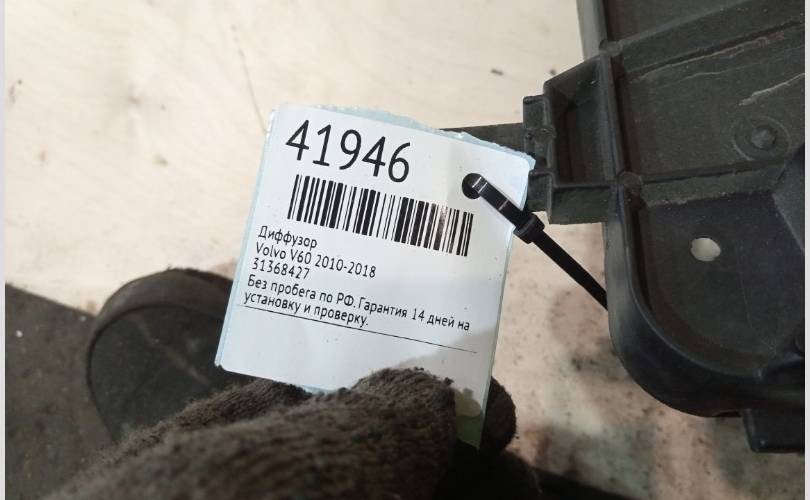 41946
Диффузор
Volvo V60 2010-2018
31368427
Без пробега по РФ. Гарантия 14 дней на
установку и проверку.